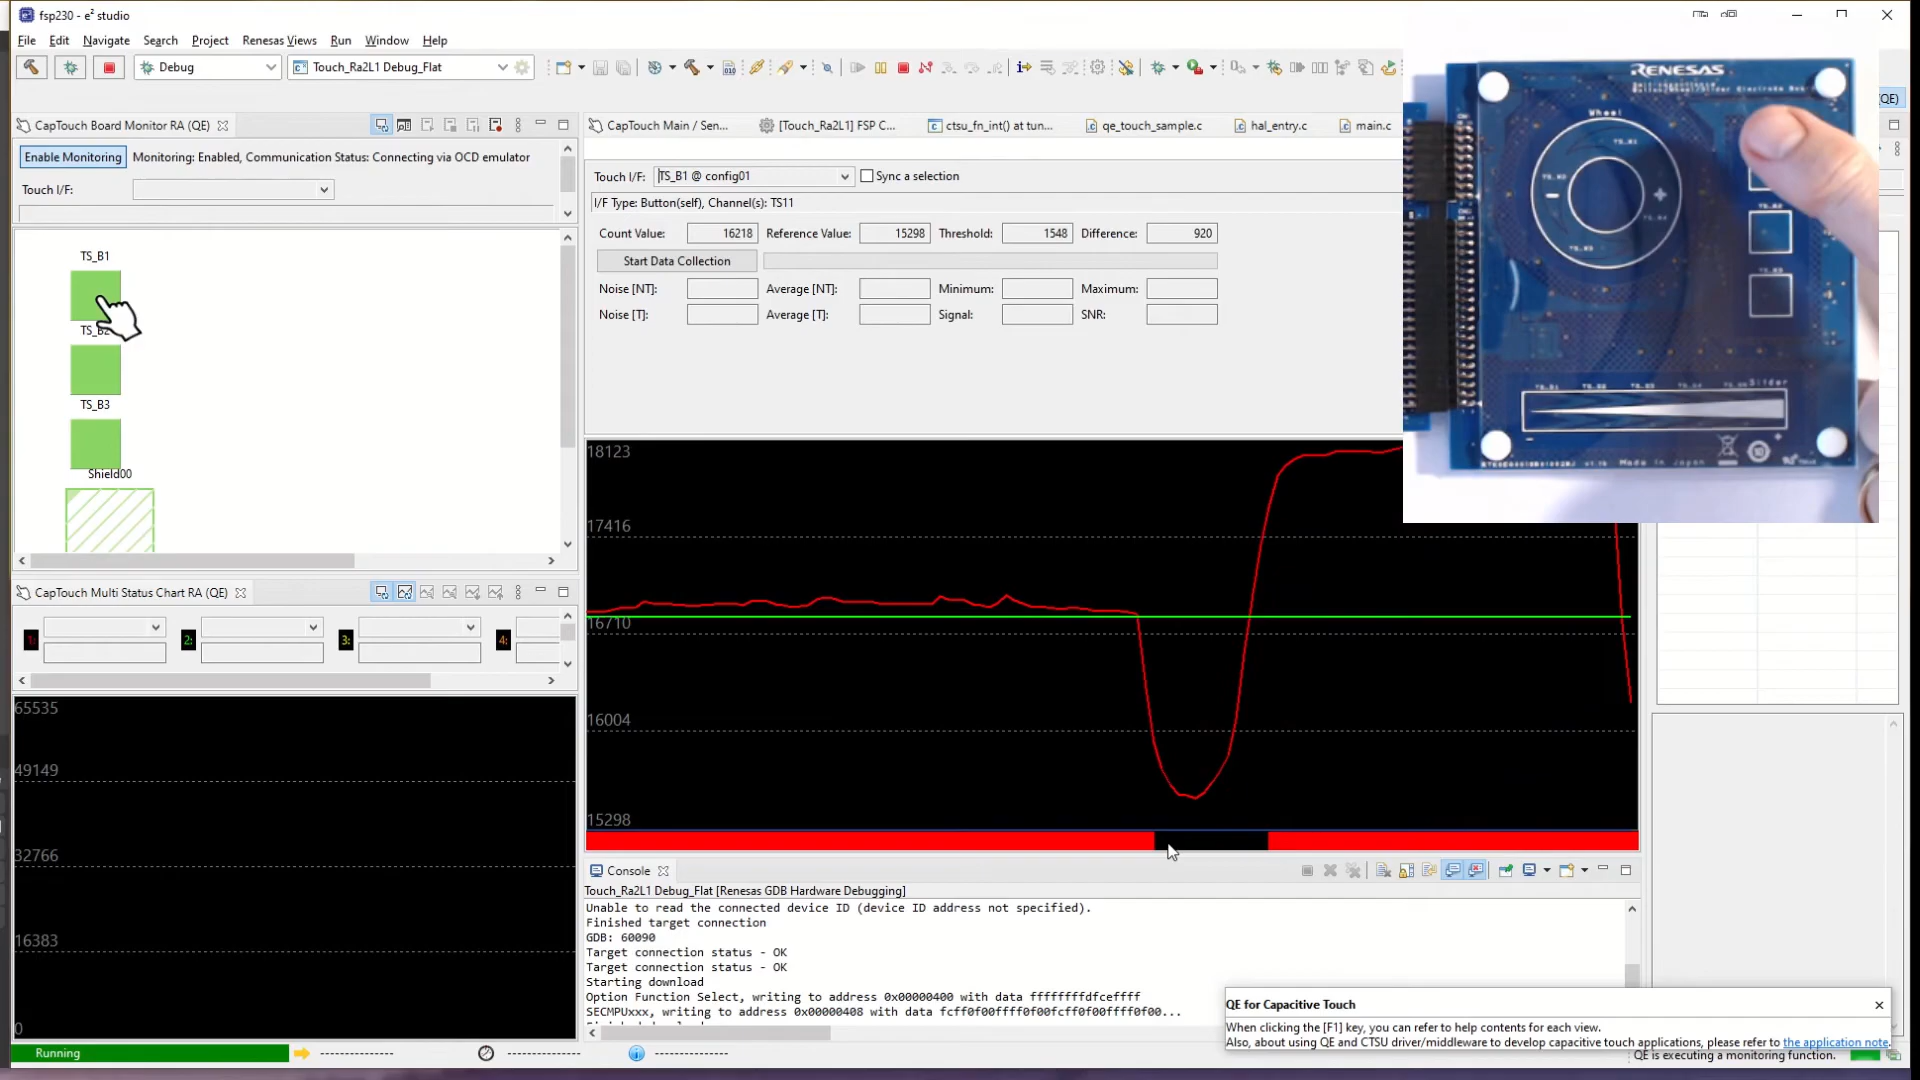 fsp230 - e² studio
File Edit Navigate Search Project Renesas Views Run Window Help
Debug
Touch_Ra2L1 Debug_Flat
(QE)
CapTouch Board Monitor RA (QE)
Enable Monitoring
Monitoring: Enabled, Communication Status: Connecting via OCD emulator
Touch I/F:
TS_B1
TS_B2
TS_B3
Shield00
CapTouch Multi Status Chart RA (QE)
1:
2:
3:
4:
65535
49149
32766
16383
0
CapTouch Main / Sen...
[Touch_Ra2L1] FSP C...
ctsu_fn_int() at tun...
qe_touch_sample.c
hal_entry.c
main.c
Touch I/F: TS_B1 @ config01 Sync a selection
I/F Type: Button(self), Channel(s): TS11
Count Value: 16218 Reference Value: 15298 Threshold: 1548 Difference: 920
Start Data Collection
Noise [NT]: Average [NT]: Minimum: Maximum:
Noise [T]: Average [T]: Signal: SNR:
18123
17416
16710
16004
15298
RENESAS
Wheel
Slider
Made in Japan
Console
Touch_Ra2L1 Debug_Flat [Renesas GDB Hardware Debugging]
Unable to read the connected device ID (device ID address not specified).
Finished target connection
GDB: 60090
Target connection status - OK
Target connection status - OK
Starting download
Option Function Select, writing to address 0x00000400 with data ffffffffdfceffff
SECMPUxxx, writing to address 0x00000408 with data fcff0f00ffff0f00fcff0f00ffff0f00...
QE for Capacitive Touch
When clicking the [F1] key, you can refer to help contents for each view.
Also, about using QE and CTSU driver/middleware to develop capacitive touch applications, please refer to the application note.
Running
QE is executing a monitoring function.